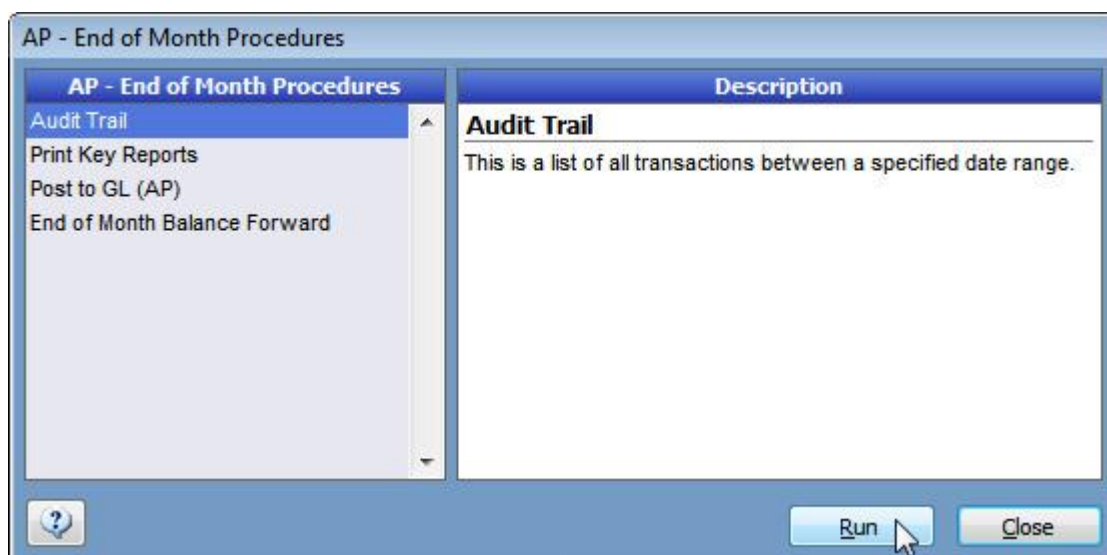 AP - End of Month Procedures
AP - End of Month Procedures
Audit Trail
Print Key Reports
Post to GL (AP)
End of Month Balance Forward
Description
Audit Trail
This is a list of all transactions between a specified date range.
?
Run
Close